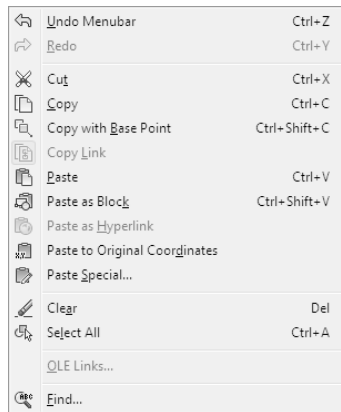 Undo Menubar Ctrl+Z
Redo Ctrl+Y
Cut Ctrl+X
Copy Ctrl+C
Copy with Base Point Ctrl+Shift+C
Copy Link
Paste Ctrl+V
Paste as Block Ctrl+Shift+V
Paste as Hyperlink
Paste to Original Coordinates
Paste Special...
Clear Del
Select All Ctrl+A
OLE Links...
Find...